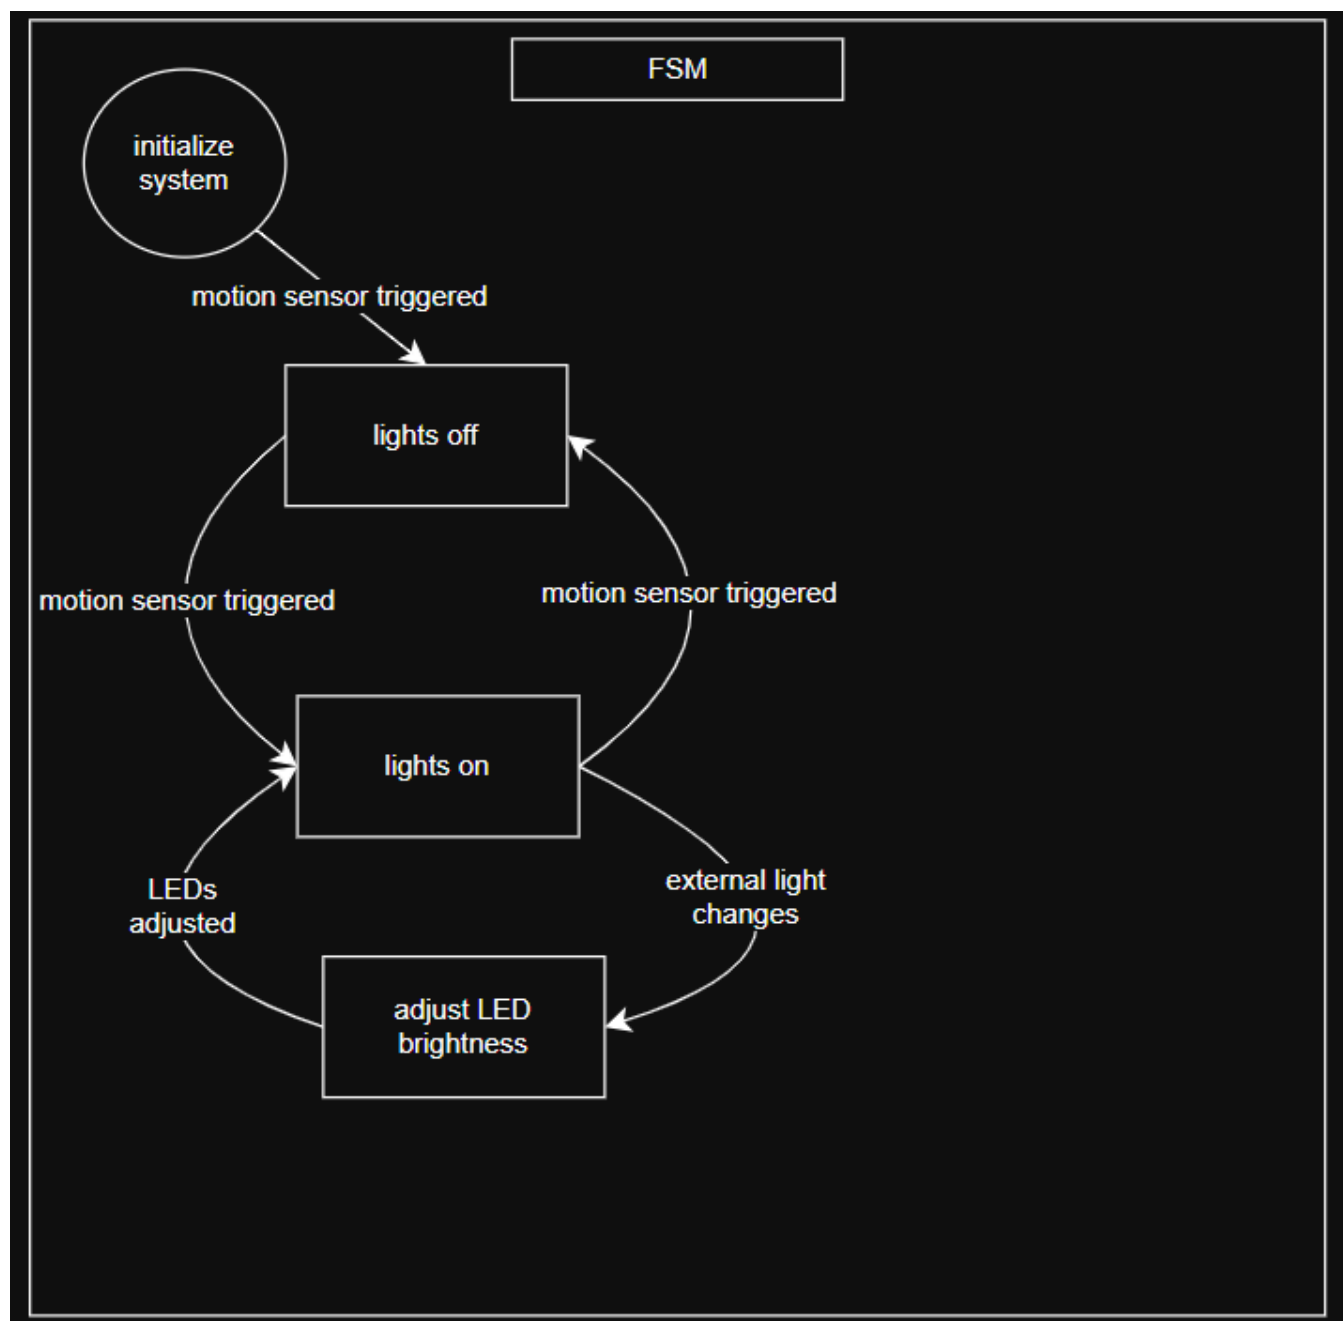 FSM
initialize
system
motion sensor triggered
lights off
motion sensor triggered
motion sensor triggered
lights on
LEDs
adjusted
external light
changes
adjust LED
brightness